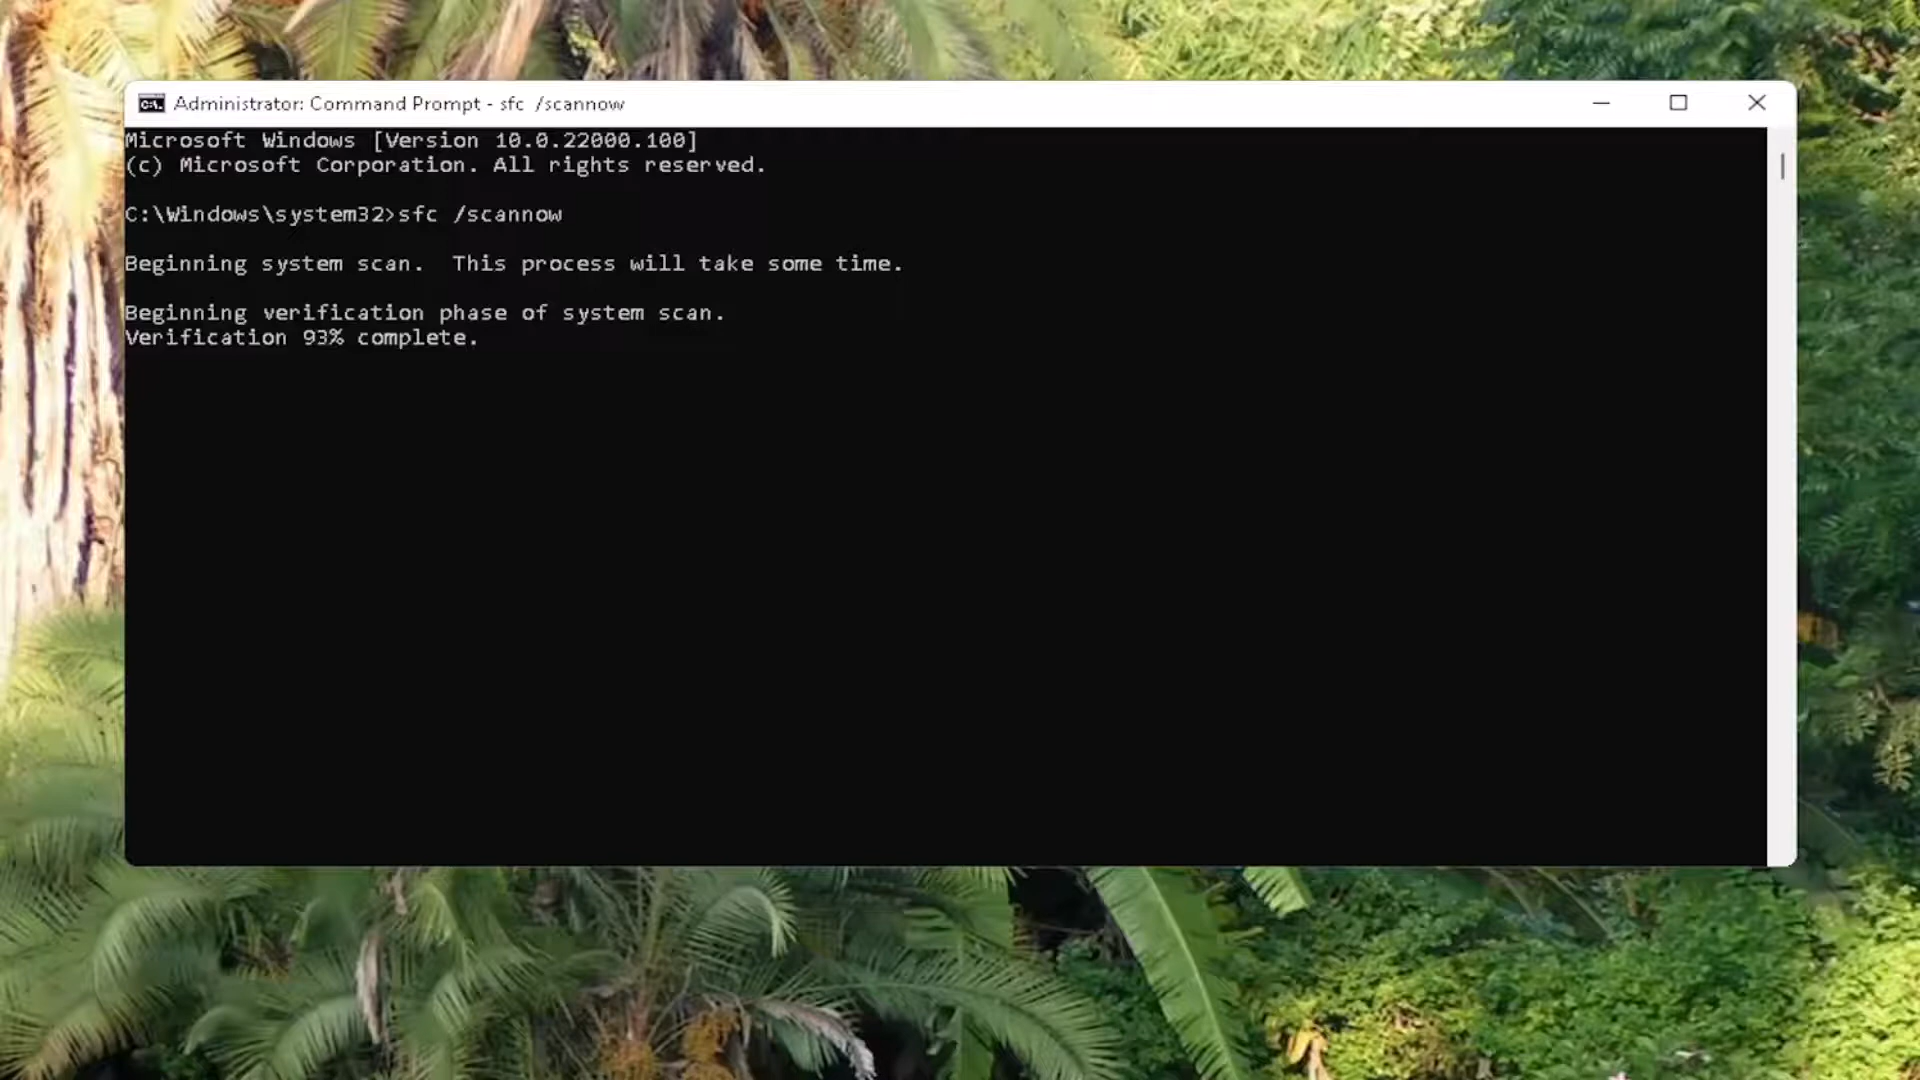 Administrator: Command Prompt - sfc  /scannow
Microsoft Windows [Version 10.0.22000.100]
(c) Microsoft Corporation. All rights reserved.
C:\Windows\system32>sfc /scannow
Beginning system scan.  This process will take some time.
Beginning verification phase of system scan.
Verification 93% complete.